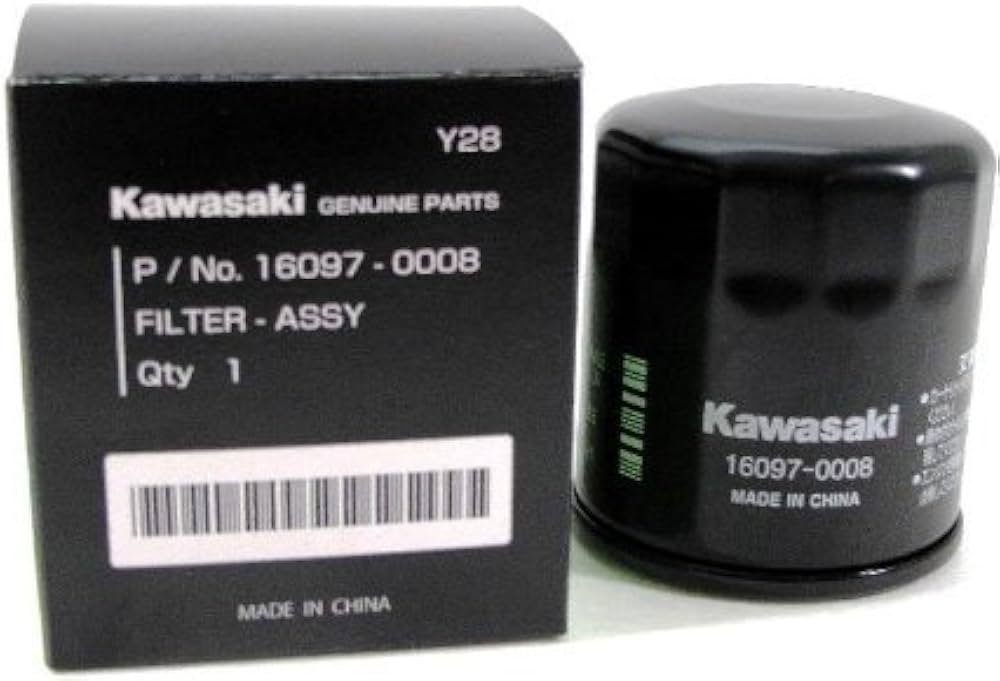 Y28
Kawasaki GENUINE PARTS
P / No. 16097 - 0008
FILTER - ASSY
Qty 1
MADE IN CHINA
Kawasaki
16097-0008
MADE IN CHINA